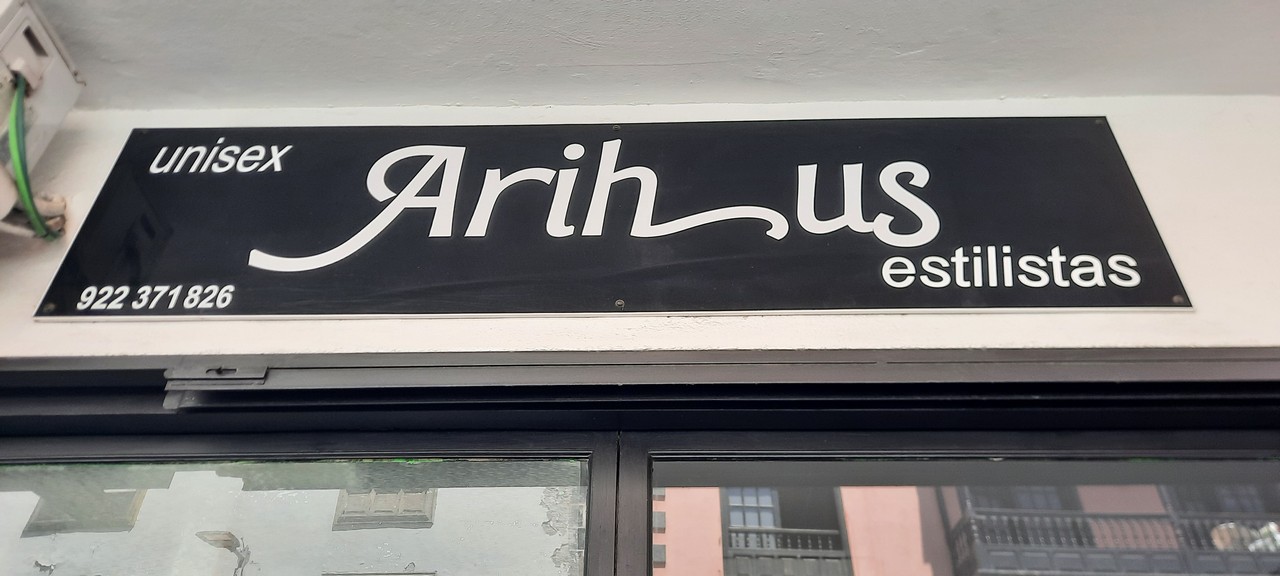 unisex
Arihus
estilistas
922 371 826